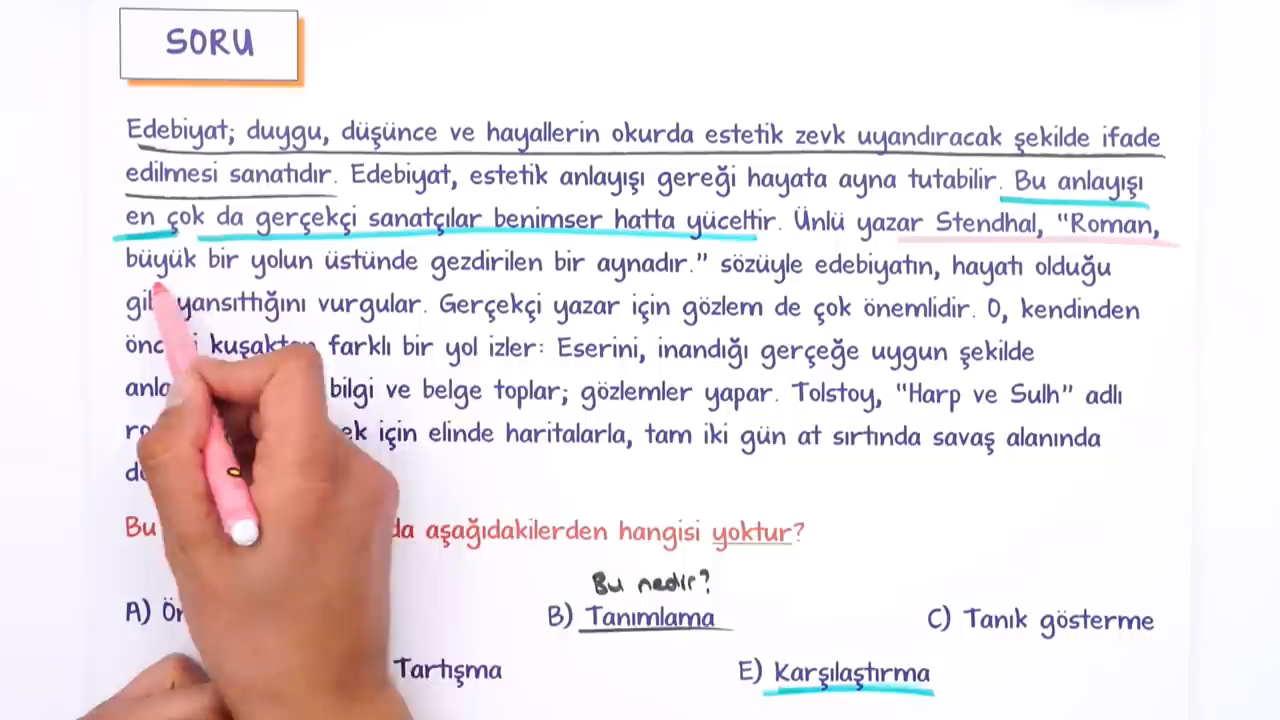 SORU
Edebiyat; duygu, düşünce ve hayallerin okurda estetik zevk uyandıracak şekilde ifade
edilmesi sanatıdır. Edebiyat, estetik anlayışı gereği hayata ayna tutabilir. Bu anlayışı
en çok da gerçekçi sanatçılar benimser hatta yüceltir. Ünlü yazar Stendhal, "Roman,
büyük bir yolun üstünde gezdirilen bir aynadır." sözüyle edebiyatın, hayatı olduğu
yansıttığını vurgular. Gerçekçi yazar için gözlem de çok önemlidir. O, kendinden
kuşaktan farklı bir yol izler: Eserini, inandığı gerçeğe uygun şekilde
bilgi ve belge toplar; gözlemler yapar. Tolstoy, "Harp ve Sulh" adlı
için elinde haritalarla, tam iki gün at sırtında savaş alanında
Bu aşağıdakilerden hangisi yoktur?
Bu nedir?
A) B) Tanımlama C) Tanık gösterme
Tartışma E) Karşılaştırma